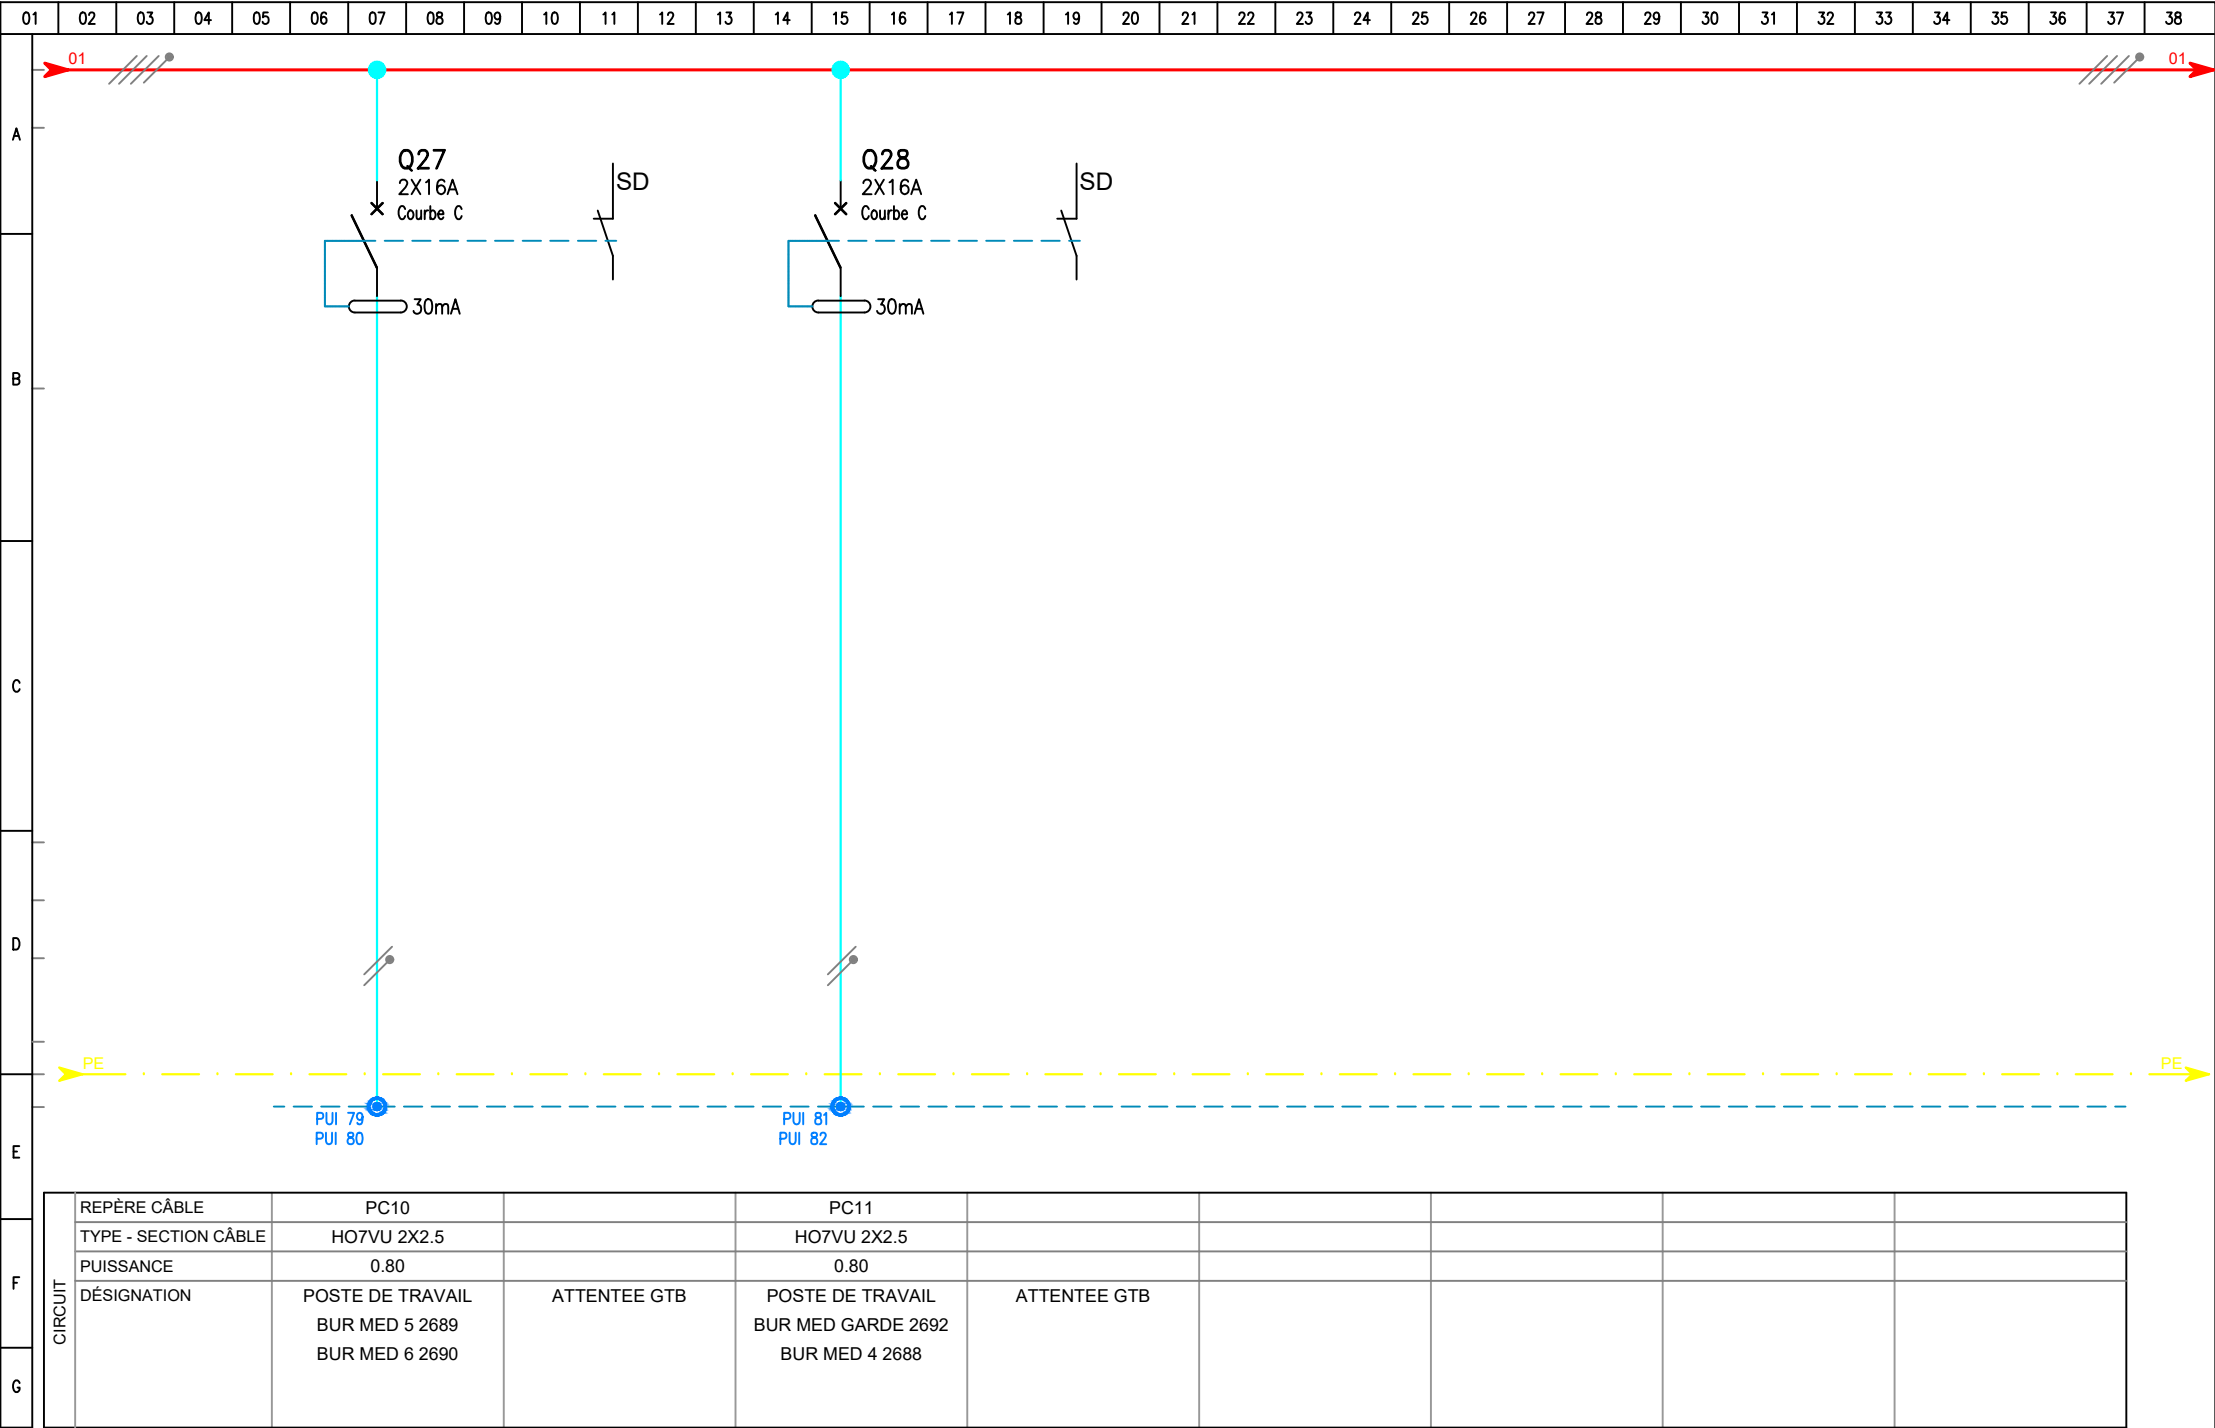 01 02 03 04 05 06 07 08 09 10 11 12 13 14 15 16 17 18 19 20 21 22 23 24 25 26 27 28 29 30 31 32 33 34 35 36 37 38
01 01
A
Q27 Q28
SD SD
2X16A 2X16A
Courbe C Courbe C
30mA 30mA
B
C
D
PE PE
PUI 79 PUI 81
PUI 80 PUI 82
E
REPÈRE CÂBLE PC10 PC11
TYPE - SECTION CÂBLE HO7VU 2X2.5 HO7VU 2X2.5
PUISSANCE 0.80 0.80
F
CIRCUIT
DÉSIGNATION POSTE DE TRAVAIL ATTENTEE GTB POSTE DE TRAVAIL ATTENTEE GTB
BUR MED 5 2689 BUR MED GARDE 2692
BUR MED 6 2690 BUR MED 4 2688
G